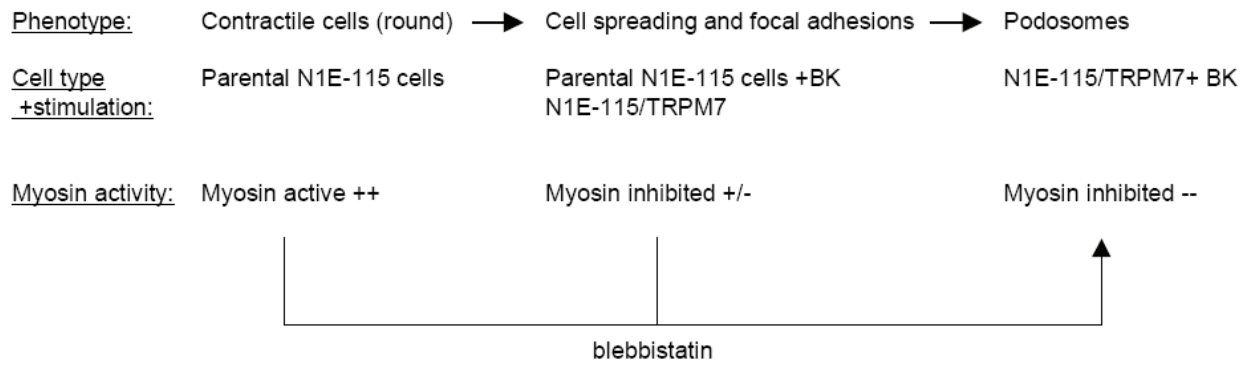 Phenotype: Contractile cells (round) Cell spreading and focal adhesions Podosomes
Cell type Parental N1E-115 cells Parental N1E-115 cells +BK N1E-115/TRPM7+ BK
+stimulation: N1E-115/TRPM7
Myosin activity: Myosin active ++ Myosin inhibited +/- Myosin inhibited --
blebbistatin